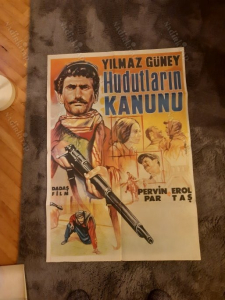 YILMAZ GÜNEY
Hudutların
KANUNU
DADAŞ
FİLM
PERVİN PAR
EROL TAŞ